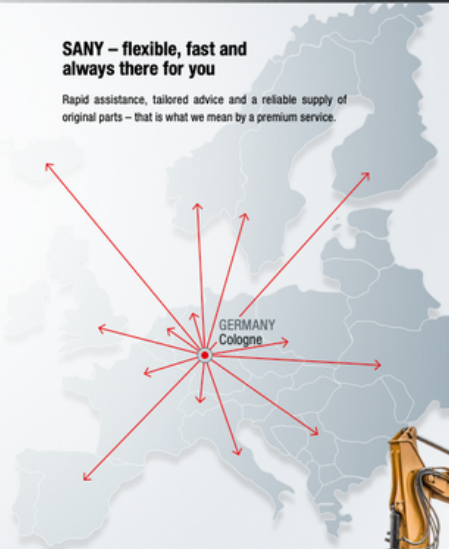 SANY – flexible, fast and
always there for you
Rapid assistance, tailored advice and a reliable supply of
original parts – that is what we mean by a premium service.
GERMANY
Cologne